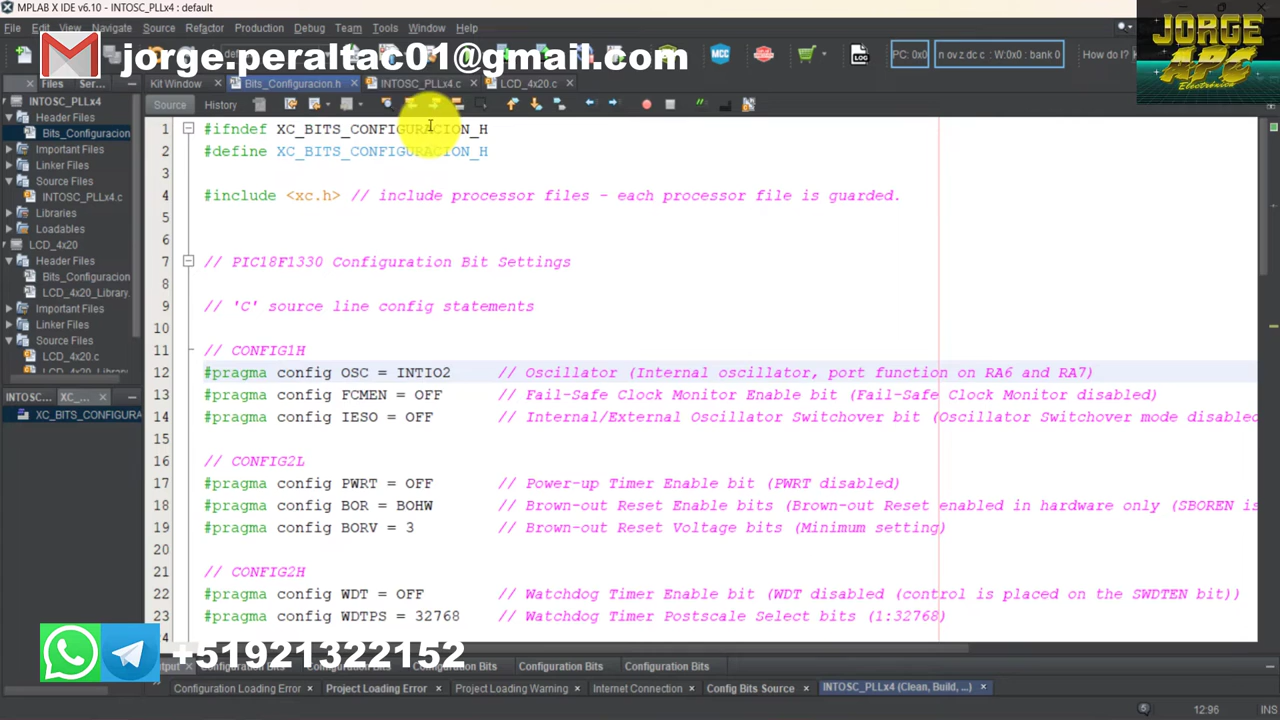 MPLAB X IDE v6.10 - INTOSC_PLLx4 : default
File Edit View Navigate Source Refactor Production Debug Team Tools Window Help
PC: 0x0 n ov z dc c : W:0x0 : bank 0 How do I?
jorge.peraltac01@gmail.com
JORGE
APC
Electrónica
Files Ser... Kit Window Bits_Configuracion.h INTOSC_PLLx4.c LCD_4x20.c
Source History
INTOSC_PLLx4
Header Files
Bits_Configuracion
Important Files
Linker Files
Source Files
INTOSC_PLLx4.c
Libraries
Loadables
LCD_4x20
Header Files
Bits_Configuracion
LCD_4x20_Library.
Important Files
Linker Files
Source Files
LCD_4x20.c
LCD_4x20_Library
INTOSC... XC_...
XC_BITS_CONFIGURA
1 #ifndef XC_BITS_CONFIGURACION_H
2 #define XC_BITS_CONFIGURACION_H
3
4 #include <xc.h> // include processor files - each processor file is guarded.
5
6
7 // PIC18F1330 Configuration Bit Settings
8
9 // 'C' source line config statements
10
11 // CONFIG1H
12 #pragma config OSC = INTIO2 // Oscillator (Internal oscillator, port function on RA6 and RA7)
13 #pragma config FCMEN = OFF // Fail-Safe Clock Monitor Enable bit (Fail-Safe Clock Monitor disabled)
14 #pragma config IESO = OFF // Internal/External Oscillator Switchover bit (Oscillator Switchover mode disabled
15
16 // CONFIG2L
17 #pragma config PWRT = OFF // Power-up Timer Enable bit (PWRT disabled)
18 #pragma config BOR = BOHW // Brown-out Reset Enable bits (Brown-out Reset enabled in hardware only (SBOREN is
19 #pragma config BORV = 3 // Brown-out Reset Voltage bits (Minimum setting)
20
21 // CONFIG2H
22 #pragma config WDT = OFF // Watchdog Timer Enable bit (WDT disabled (control is placed on the SWDTEN bit))
23 #pragma config WDTPS = 32768 // Watchdog Timer Postscale Select bits (1:32768)
+51921322152
Configuration Bits Configuration Bits Configuration Bits
Configuration Loading Error Project Loading Error Project Loading Warning Internet Connection Config Bits Source INTOSC_PLLx4 (Clean, Build, ...)
12:96 INS